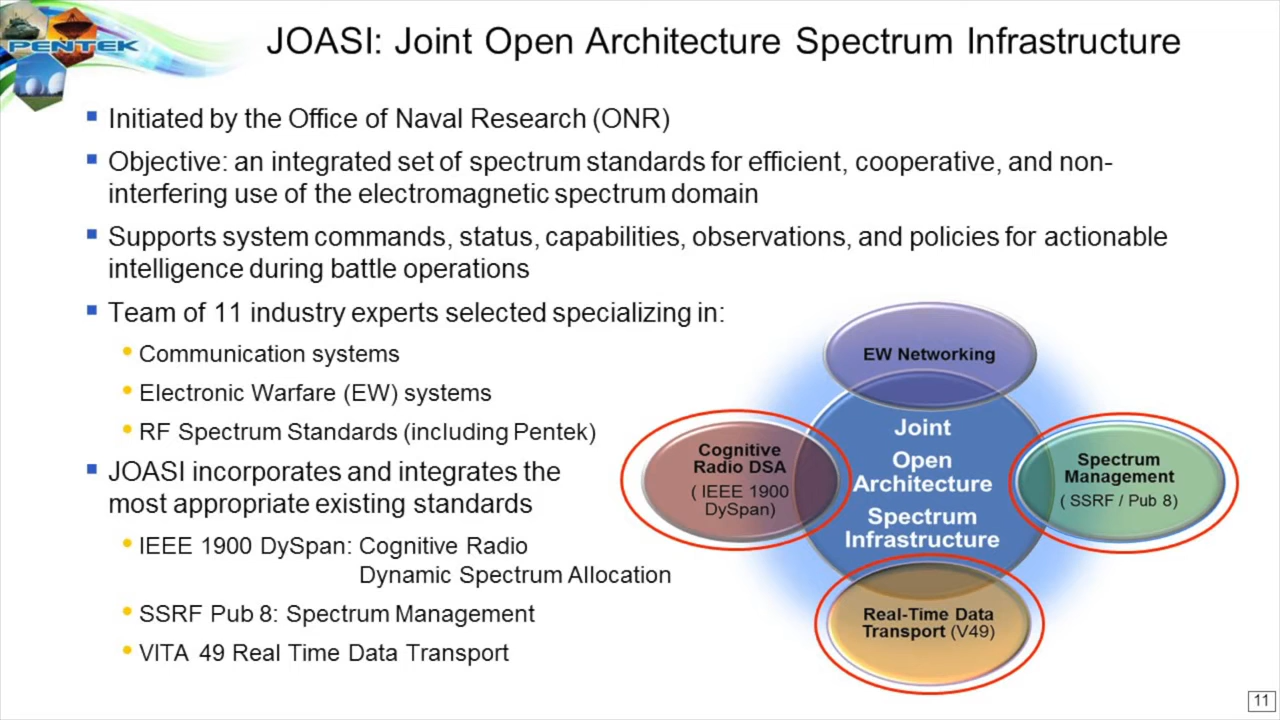 PENTEK
JOASI: Joint Open Architecture Spectrum Infrastructure
▪ Initiated by the Office of Naval Research (ONR)
▪ Objective: an integrated set of spectrum standards for efficient, cooperative, and non-
interfering use of the electromagnetic spectrum domain
▪ Supports system commands, status, capabilities, observations, and policies for actionable
intelligence during battle operations
▪ Team of 11 industry experts selected specializing in:
• Communication systems
• Electronic Warfare (EW) systems
• RF Spectrum Standards (including Pentek)
▪ JOASI incorporates and integrates the
most appropriate existing standards
• IEEE 1900 DySpan: Cognitive Radio
Dynamic Spectrum Allocation
• SSRF Pub 8: Spectrum Management
• VITA 49 Real Time Data Transport
EW Networking
Cognitive
Radio DSA
( IEEE 1900
DySpan)
Joint
Open
Architecture
Spectrum
Infrastructure
Spectrum
Management
( SSRF / Pub 8)
Real-Time Data
Transport (V49)
11